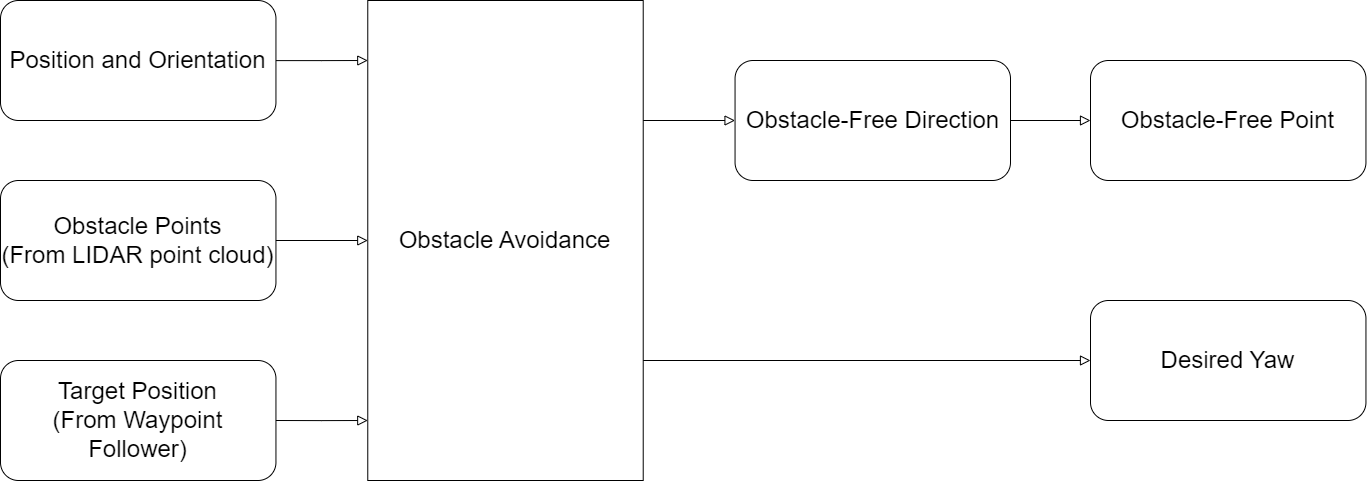 Position and Orientation
Obstacle Points
(From LIDAR point cloud)
Target Position
(From Waypoint
Follower)
Obstacle Avoidance
Obstacle-Free Direction
Obstacle-Free Point
Desired Yaw